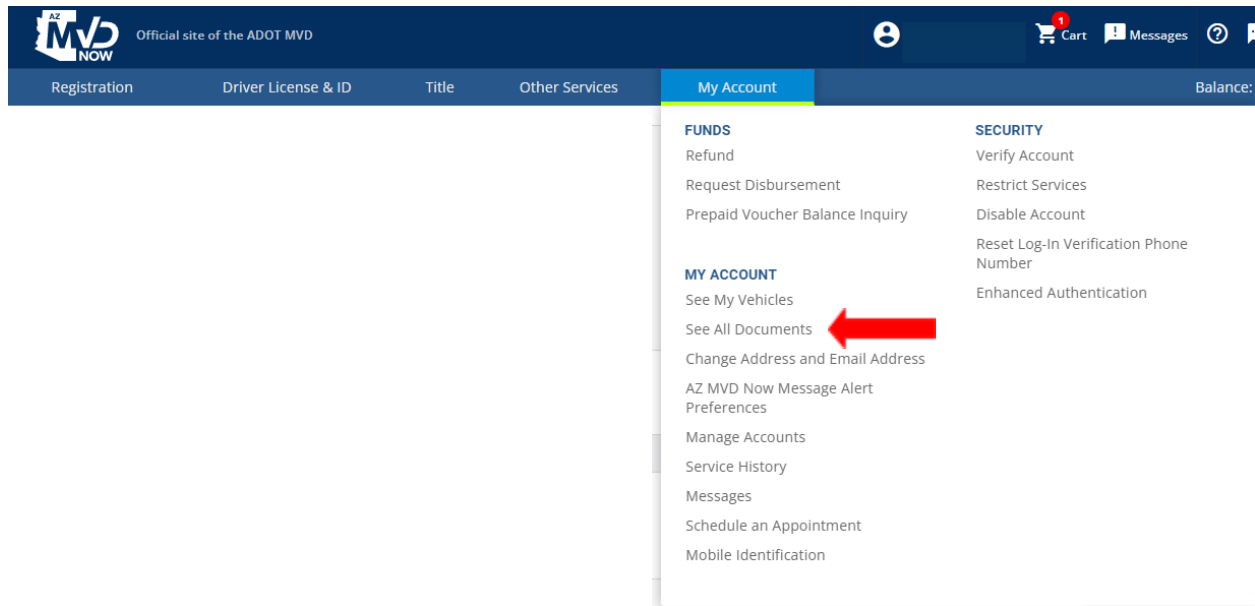 AZ
MVD
NOW
Official site of the ADOT MVD
1
Cart
Messages
Registration
Driver License & ID
Title
Other Services
My Account
Balance:
FUNDS
Refund
Request Disbursement
Prepaid Voucher Balance Inquiry
MY ACCOUNT
See My Vehicles
See All Documents
Change Address and Email Address
AZ MVD Now Message Alert
Preferences
Manage Accounts
Service History
Messages
Schedule an Appointment
Mobile Identification
SECURITY
Verify Account
Restrict Services
Disable Account
Reset Log-In Verification Phone
Number
Enhanced Authentication